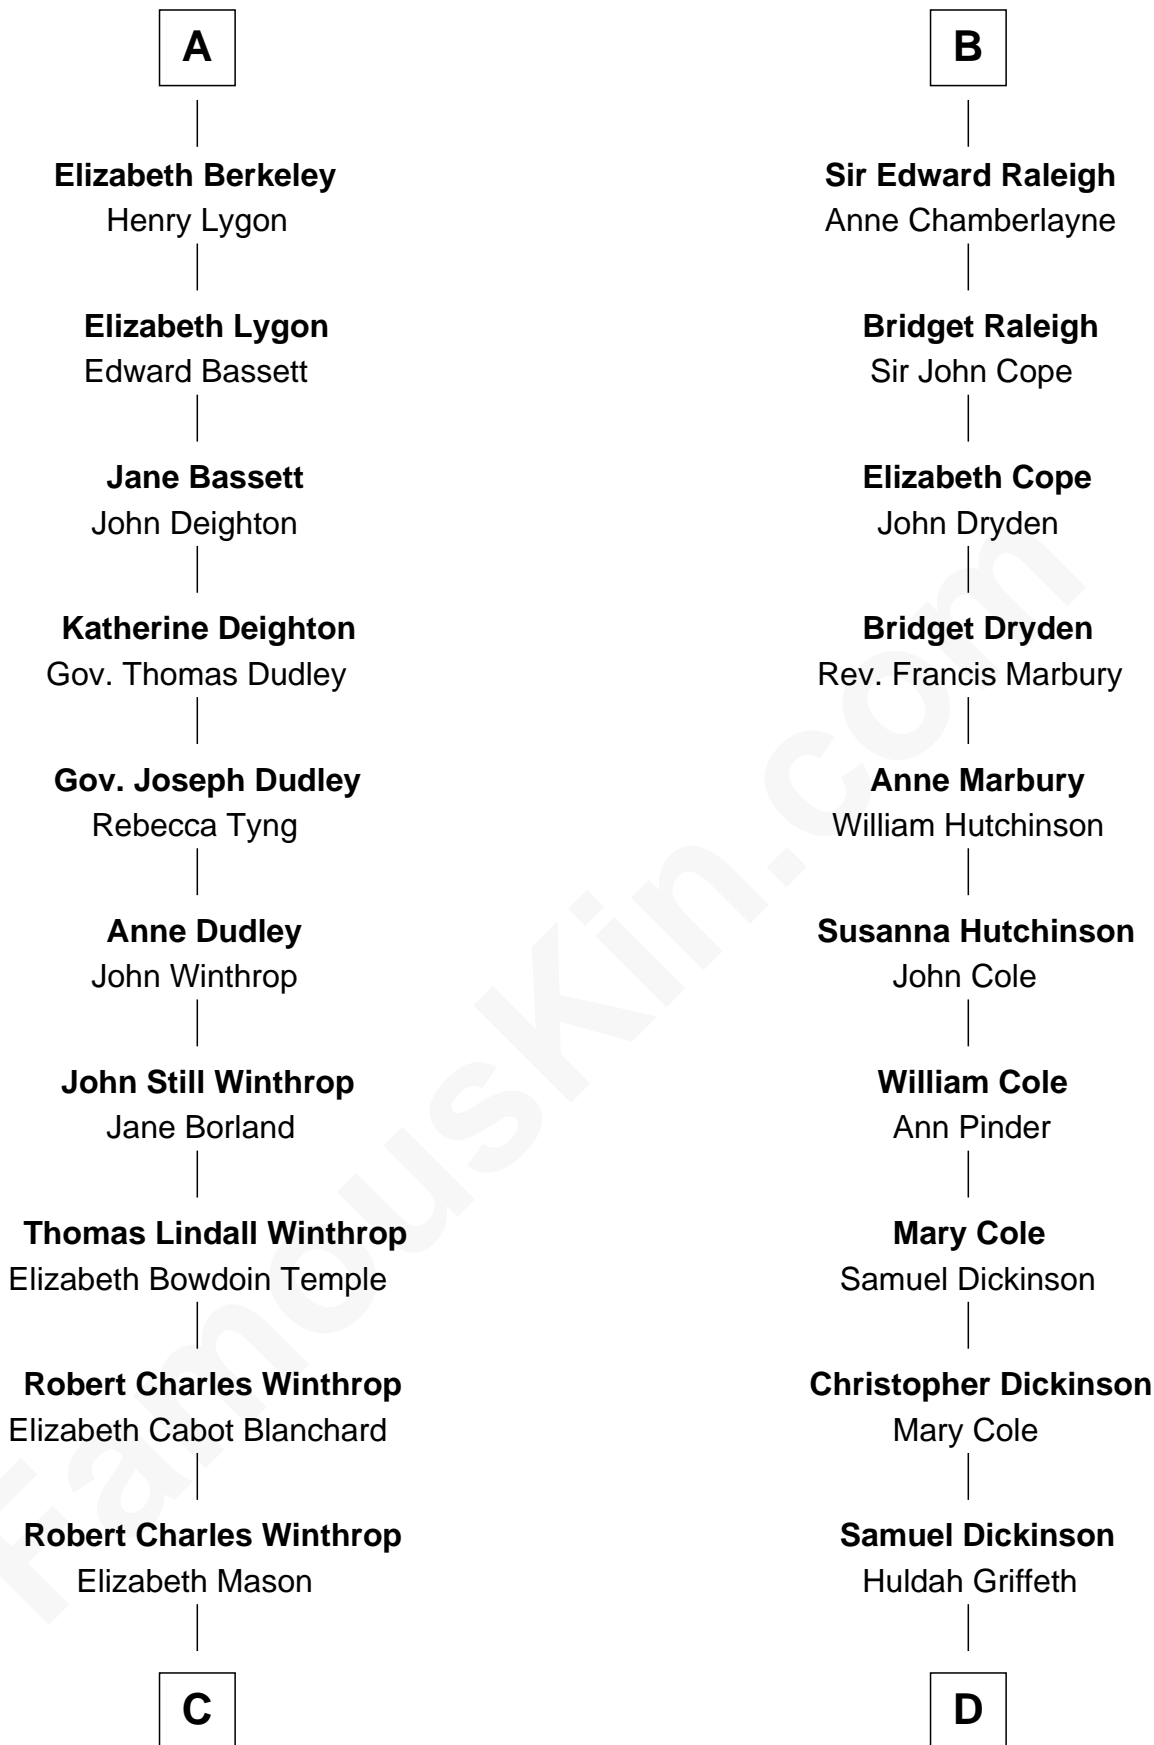 A
Elizabeth Berkeley
Henry Lygon
Elizabeth Lygon
Edward Bassett
Jane Bassett
John Deighton
Katherine Deighton
Gov. Thomas Dudley
Gov. Joseph Dudley
Rebecca Tyng
Anne Dudley
John Winthrop
John Still Winthrop
Jane Borland
Thomas Lindall Winthrop
Elizabeth Bowdoin Temple
Robert Charles Winthrop
Elizabeth Cabot Blanchard
Robert Charles Winthrop
Elizabeth Mason
C
B
Sir Edward Raleigh
Anne Chamberlayne
Bridget Raleigh
Sir John Cope
Elizabeth Cope
John Dryden
Bridget Dryden
Rev. Francis Marbury
Anne Marbury
William Hutchinson
Susanna Hutchinson
John Cole
William Cole
Ann Pinder
Mary Cole
Samuel Dickinson
Christopher Dickinson
Mary Cole
Samuel Dickinson
Huldah Griffeth
D
FamousKin.com